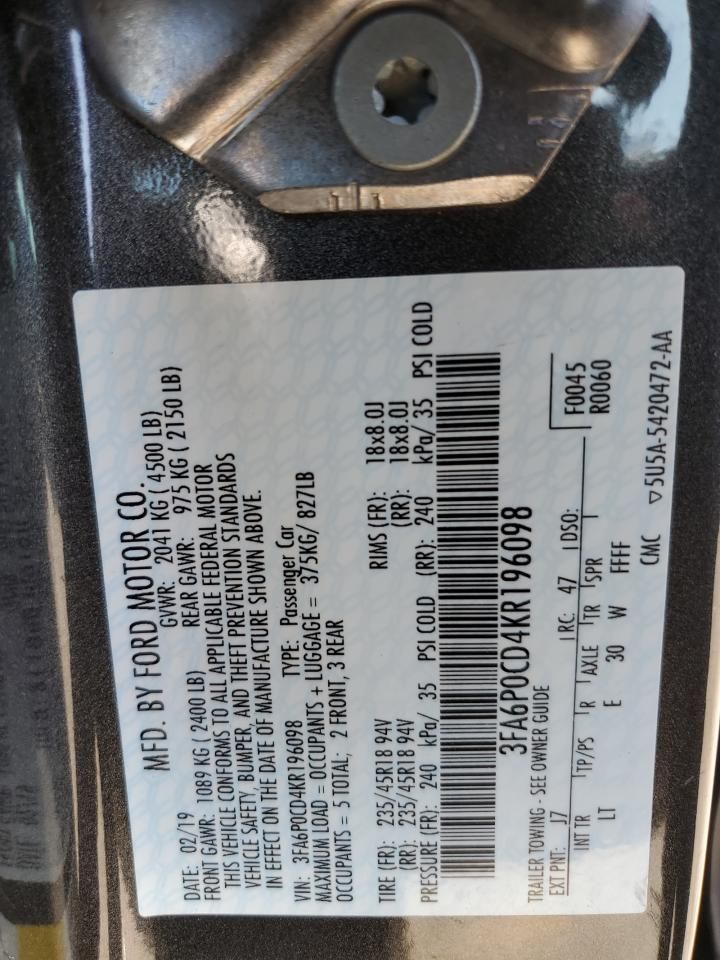 MFD. BY FORD MOTOR CO.
DATE: 02/19 GVWR: 2041 KG ( 4500 LB)
FRONT GAWR: 1089 KG ( 2400 LB) REAR GAWR: 975 KG ( 2150 LB)
THIS VEHICLE CONFORMS TO ALL APPLICABLE FEDERAL MOTOR
VEHICLE SAFETY, BUMPER, AND THEFT PREVENTION STANDARDS
IN EFFECT ON THE DATE OF MANUFACTURE SHOWN ABOVE.
VIN: 3FA6P0CD4KR196098 TYPE: Passenger Car
MAXIMUM LOAD = OCCUPANTS + LUGGAGE = 375KG/ 827LB
OCCUPANTS = 5 TOTAL; 2 FRONT, 3 REAR
TIRE (FR): 235/45R18 94V RIMS (FR): 18x8.0J
(RR): 235/45R18 94V (RR): 18x8.0J
PRESSURE (FR): 240 kPa/ 35 PSI COLD (RR): 240 kPa/ 35 PSI COLD
3FA6P0CD4KR196098
TRAILER TOWING - SEE OWNER GUIDE
EXT PNT: J7 RC: 47 DSO: F0045
R0060
INT TR TP/PS R AXLE TR SPR
LT E 30 W FFFF
CMC ▽5U5A-5420472-AA